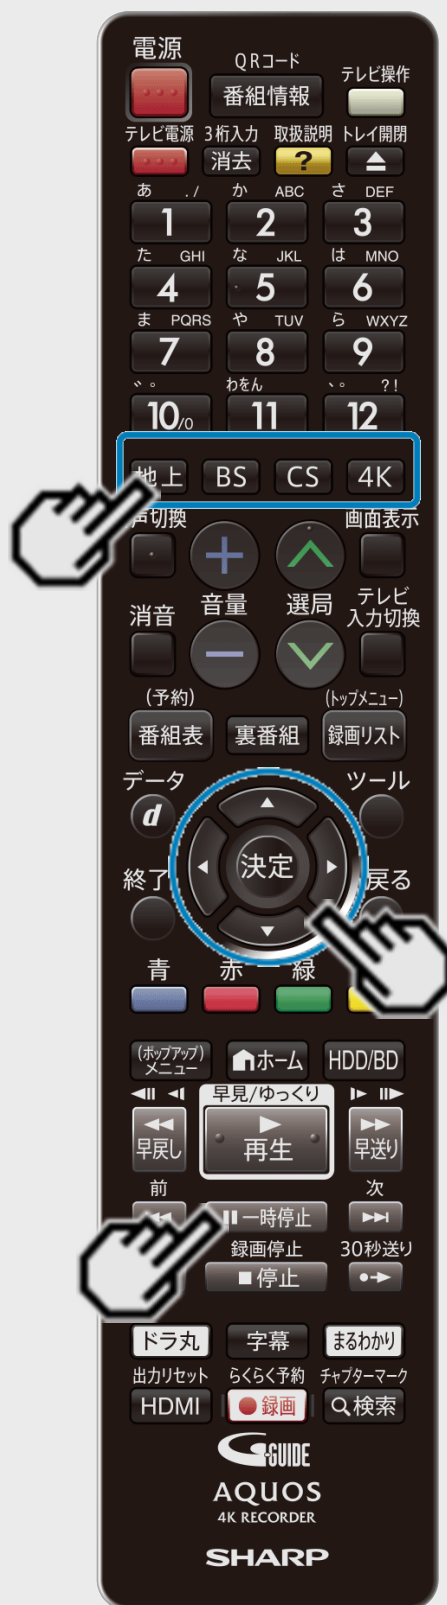 電源
QRコード
テレビ操作
番組情報
テレビ電源 3桁入力 取扱説明 トレイ開閉
消去 ?
あ ./ か ABC さ DEF
1 2 3
た GHI な JKL は MNO
4 5 6
ま PQRS や TUV ら WXYZ
7 8 9
゛゜ わをん 、。 ?!
10/0 11 12
地上 BS CS 4K
声切換 画面表示
消音 音量 選局 テレビ
入力切換
(予約) (トップメニュー)
番組表 裏番組 録画リスト
データ ツール
d
決定
終了 戻る
青 赤 緑
(ポップアップ)
メニュー ホーム HDD/BD
早見/ゆっくり
早戻し 再生 早送り
前 次
一時停止
録画停止 30秒送り
停止
ドラ丸 字幕 まるわかり
出力リセット らくらく予約 チャプターマーク
HDMI 録画 検索
G-GUIDE
AQUOS
4K RECORDER
SHARP